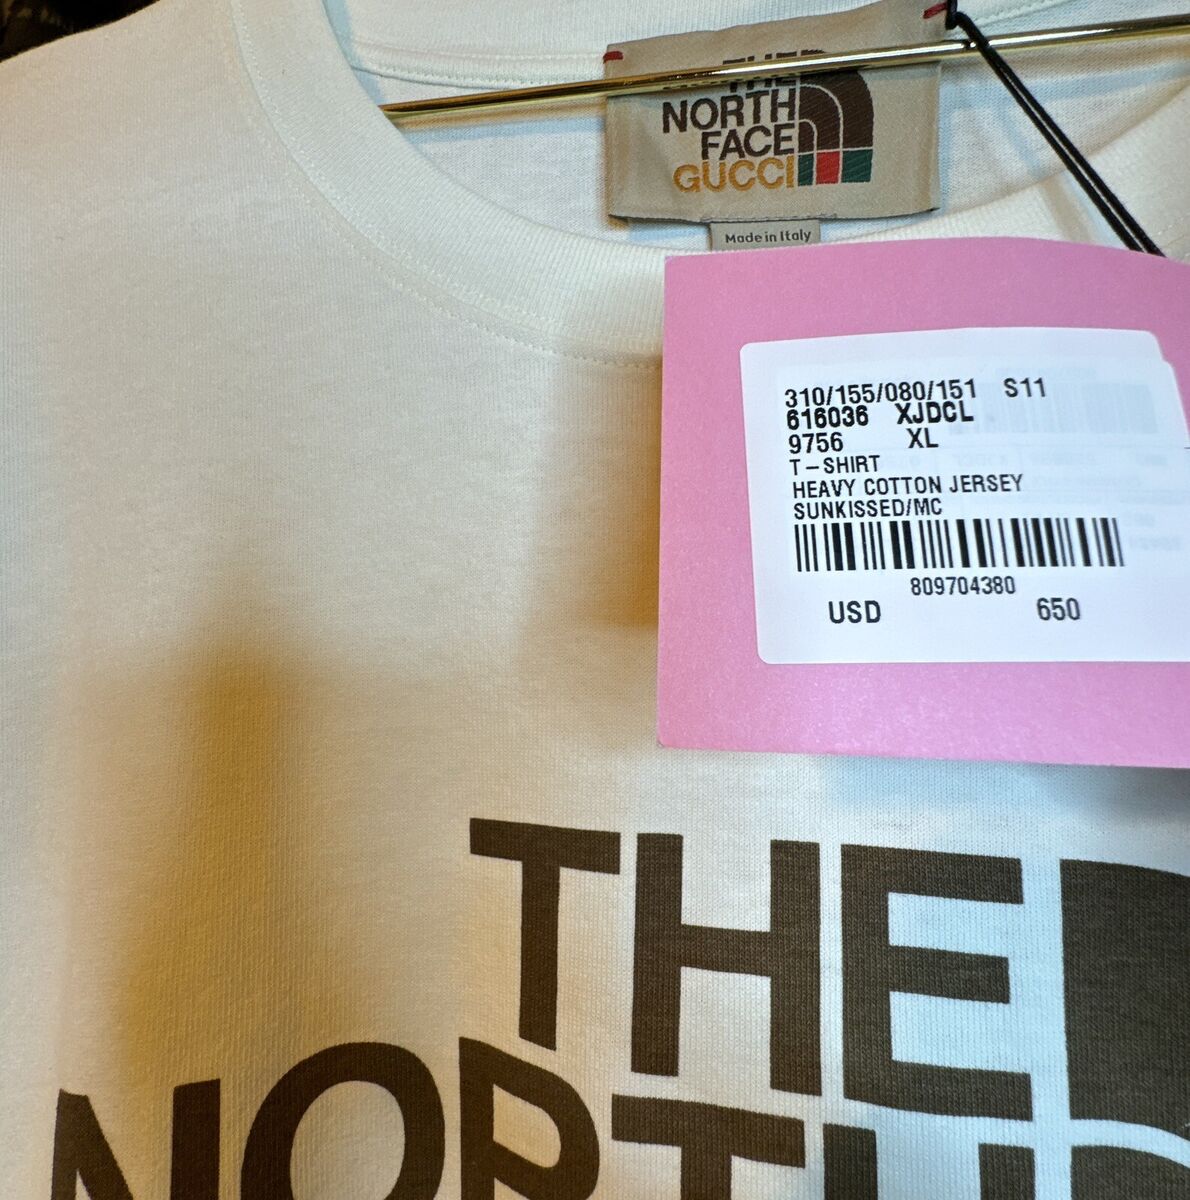 THE
NORTH
FACE
GUCCI
Made in Italy
310/155/080/151 S11
616036 XJDCL
9756 XL
T-SHIRT
HEAVY COTTON JERSEY
SUNKISSED/MC
809704380
USD 650
THE
NORTH